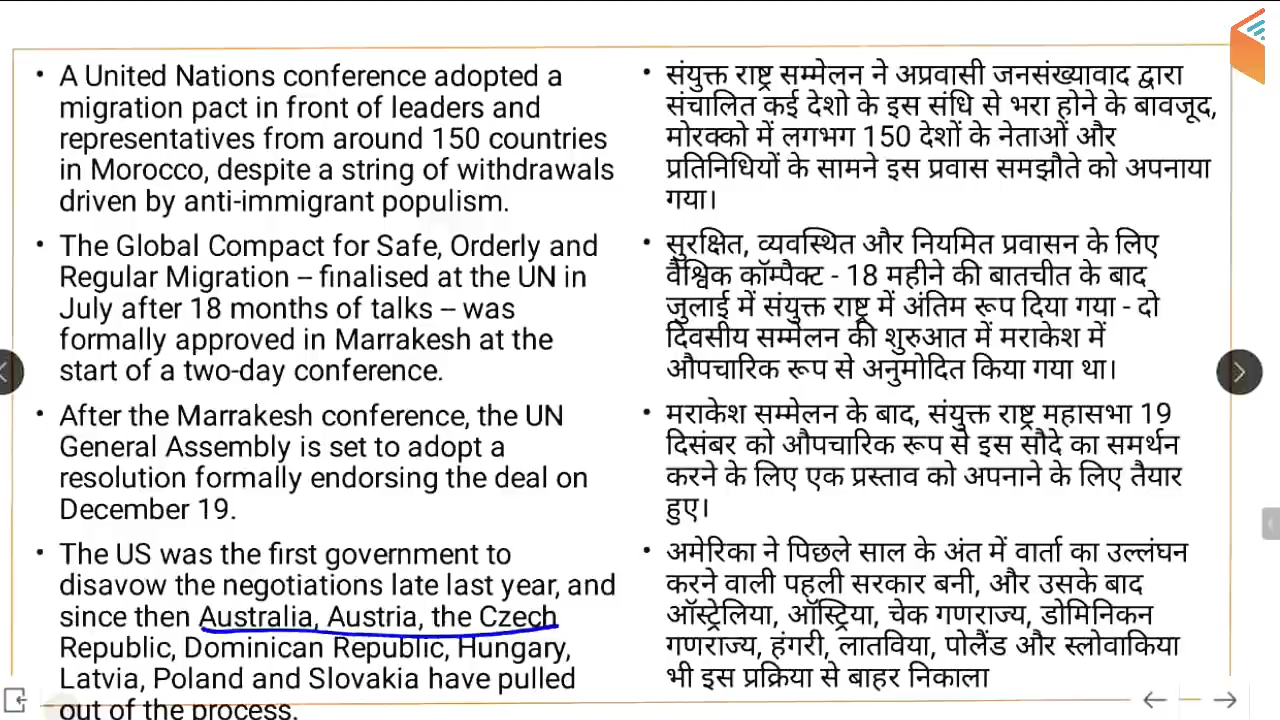 • A United Nations conference adopted a
migration pact in front of leaders and
representatives from around 150 countries
in Morocco, despite a string of withdrawals
driven by anti-immigrant populism.
• The Global Compact for Safe, Orderly and
Regular Migration – finalised at the UN in
July after 18 months of talks – was
formally approved in Marrakesh at the
start of a two-day conference.
• After the Marrakesh conference, the UN
General Assembly is set to adopt a
resolution formally endorsing the deal on
December 19.
• The US was the first government to
disavow the negotiations late last year, and
since then Australia, Austria, the Czech
Republic, Dominican Republic, Hungary,
Latvia, Poland and Slovakia have pulled
out of the process.
• संयुक्त राष्ट्र सम्मेलन ने अप्रवासी जनसंख्यावाद द्वारा
संचालित कई देशो के इस संधि से भरा होने के बावजूद,
मोरक्को में लगभग 150 देशों के नेताओं और
प्रतिनिधियों के सामने इस प्रवास समझौते को अपनाया
गया।
• सुरक्षित, व्यवस्थित और नियमित प्रवासन के लिए
वैश्विक कॉम्पैक्ट - 18 महीने की बातचीत के बाद
जुलाई में संयुक्त राष्ट्र में अंतिम रूप दिया गया - दो
दिवसीय सम्मेलन की शुरुआत में मराकेश में
औपचारिक रूप से अनुमोदित किया गया था।
• मराकेश सम्मेलन के बाद, संयुक्त राष्ट्र महासभा 19
दिसंबर को औपचारिक रूप से इस सौदे का समर्थन
करने के लिए एक प्रस्ताव को अपनाने के लिए तैयार
हुए।
• अमेरिका ने पिछले साल के अंत में वार्ता का उल्लंघन
करने वाली पहली सरकार बनी, और उसके बाद
ऑस्ट्रेलिया, ऑस्ट्रिया, चेक गणराज्य, डोमिनिकन
गणराज्य, हंगरी, लातविया, पोलैंड और स्लोवाकिया
भी इस प्रक्रिया से बाहर निकाला